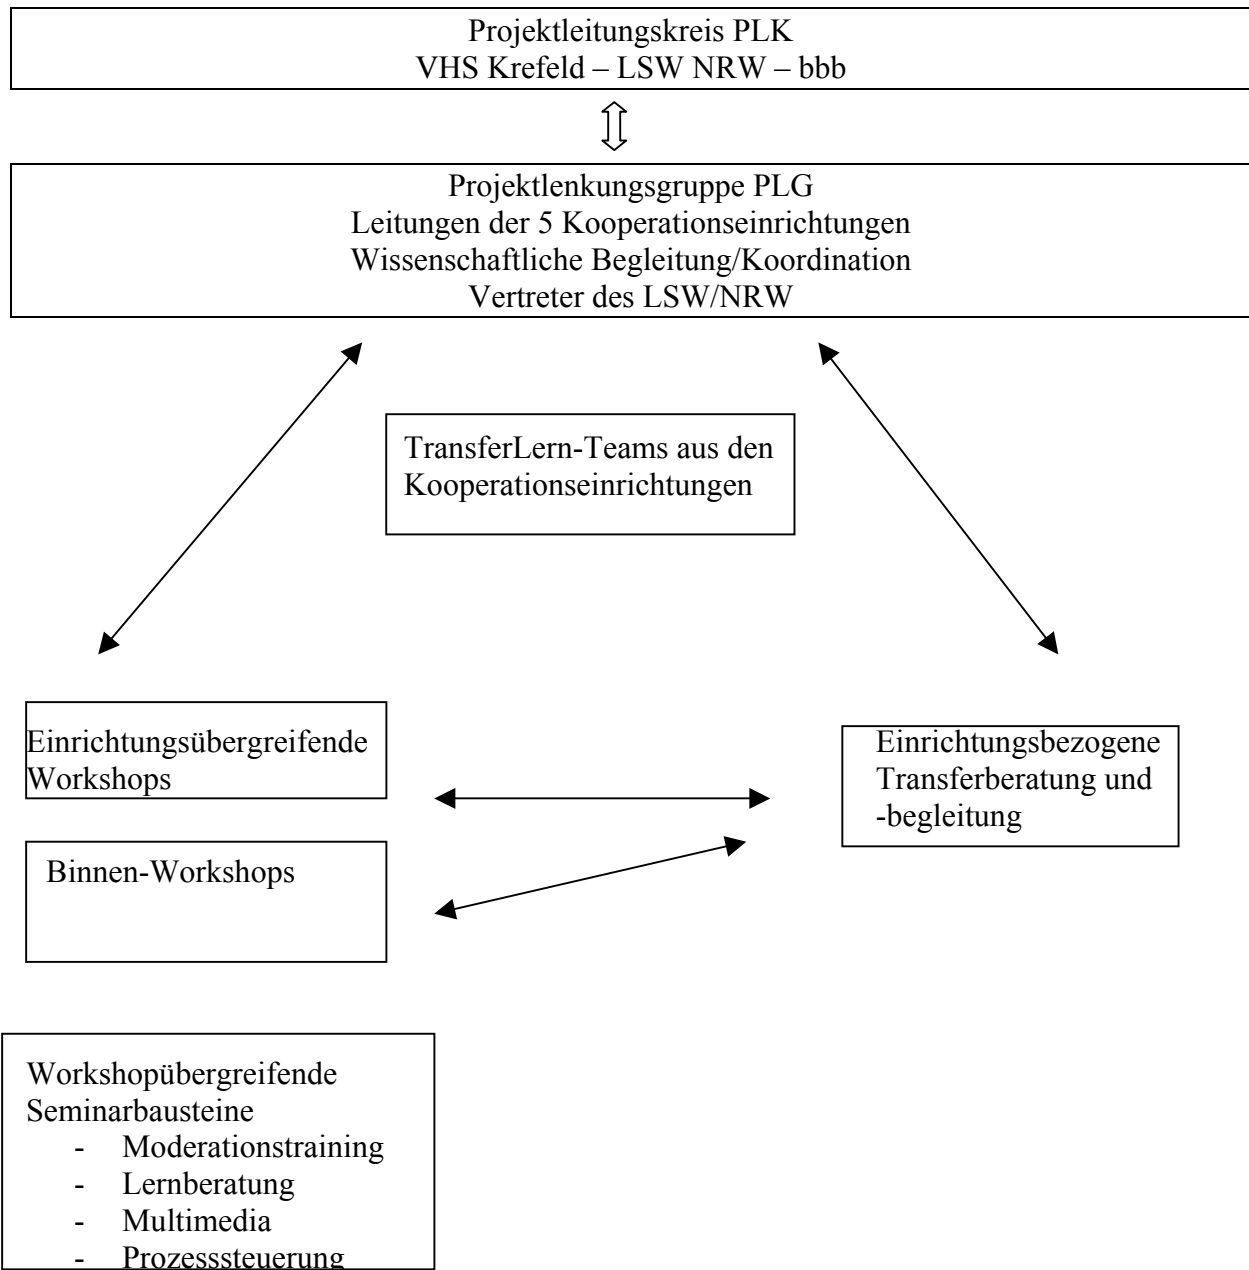 Projektleitungskreis PLK
VHS Krefeld – LSW NRW – bbb
Projektlenkungsgruppe PLG
Leitungen der 5 Kooperationseinrichtungen
Wissenschaftliche Begleitung/Koordination
Vertreter des LSW/NRW
TransferLern-Teams aus den
Kooperationseinrichtungen
Einrichtungsübergreifende
Workshops
Einrichtungsbezogene
Transferberatung und
-begleitung
Binnen-Workshops
Workshopübergreifende
Seminarbausteine
- Moderationstraining
- Lernberatung
- Multimedia
- Prozesssteuerung